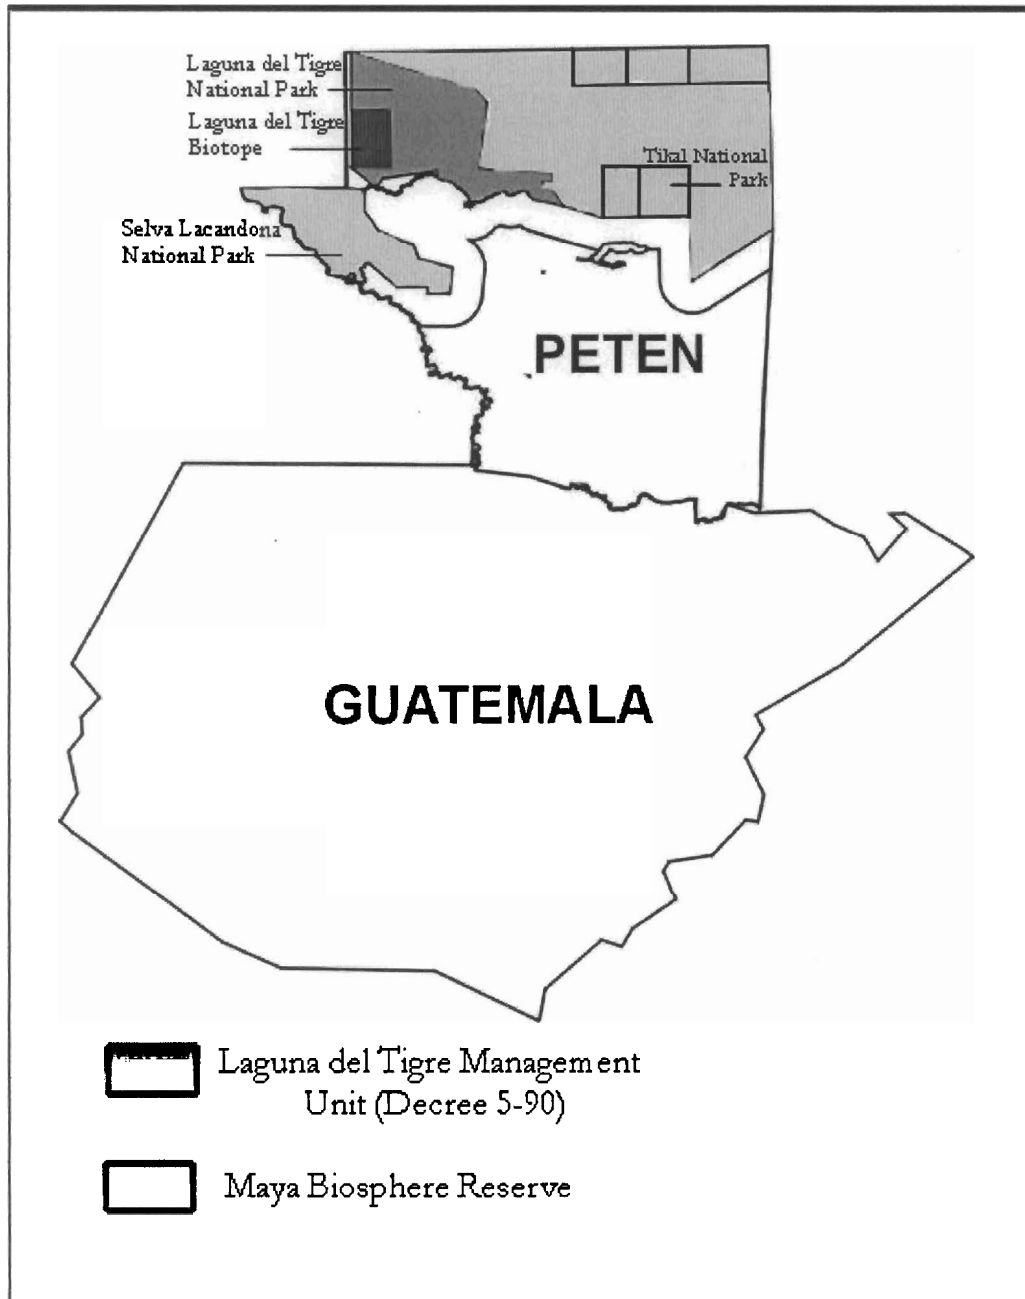 Laguna del Tigre
National Park
Laguna del Tigre
Biotope
Tikal National
Park
Selva Lacandona
National Park
PETEN
GUATEMALA
Laguna del Tigre Management
Unit (Decree 5-90)
Maya Biosphere Reserve